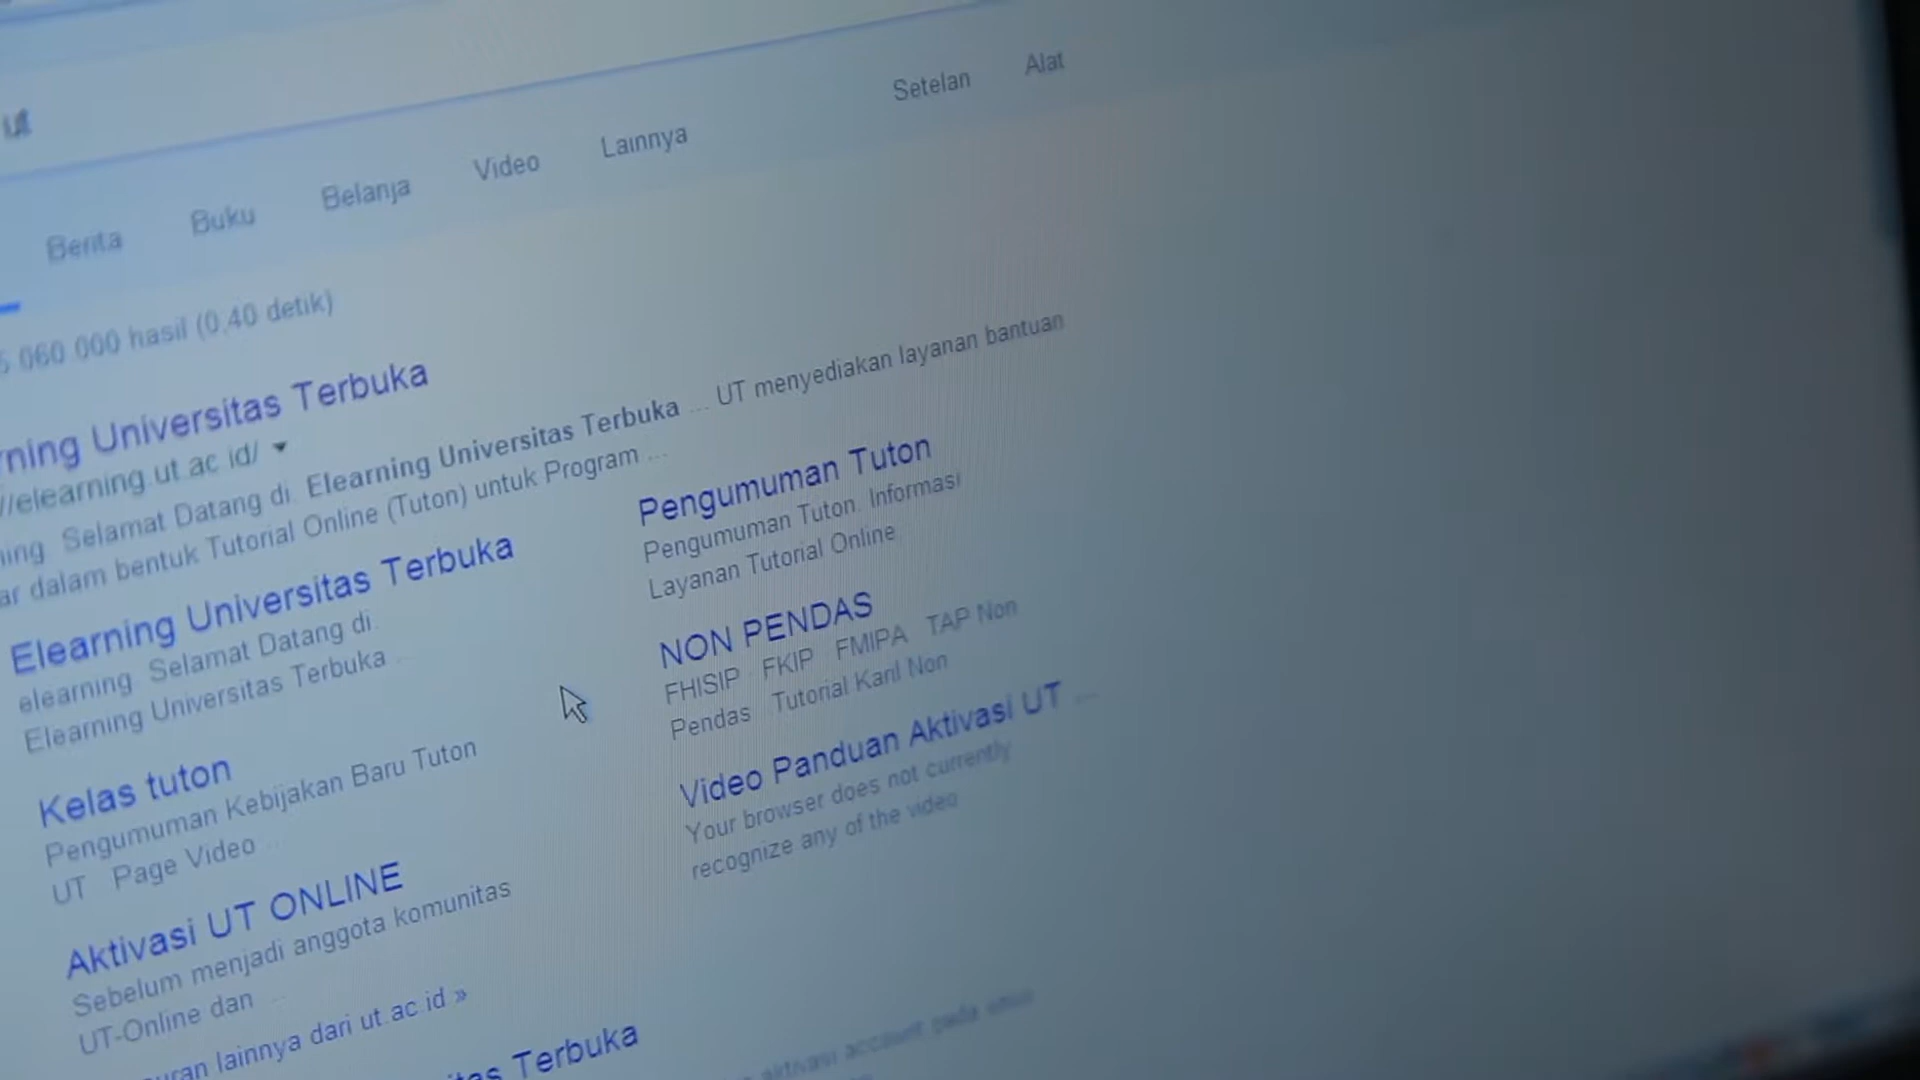 ut
Berita Buku Belanja Video Lainnya Setelan Alat
060.000 hasil (0,40 detik)
Universitas Terbuka
//elearning.ut.ac.id/
Selamat Datang di. Elearning Universitas Terbuka ... UT menyediakan layanan bantuan
dalam bentuk Tutorial Online (Tuton) untuk Program ...
Elearning Universitas Terbuka
elearning. Selamat Datang di.
Elearning Universitas Terbuka ...
Kelas tuton
Pengumuman Kebijakan Baru Tuton
UT · Page Video ...
Aktivasi UT ONLINE
Sebelum menjadi anggota komunitas
UT-Online dan ...
Pengumuman Tuton
Pengumuman Tuton. Informasi
Layanan Tutorial Online
NON PENDAS
FHISIP · FKIP · FMIPA · TAP Non
Pendas · Tutorial Karil Non
Video Panduan Aktivasi UT ...
Your browser does not currently
recognize any of the video
lainnya dari ut.ac.id »
Terbuka
aktivasi account pada